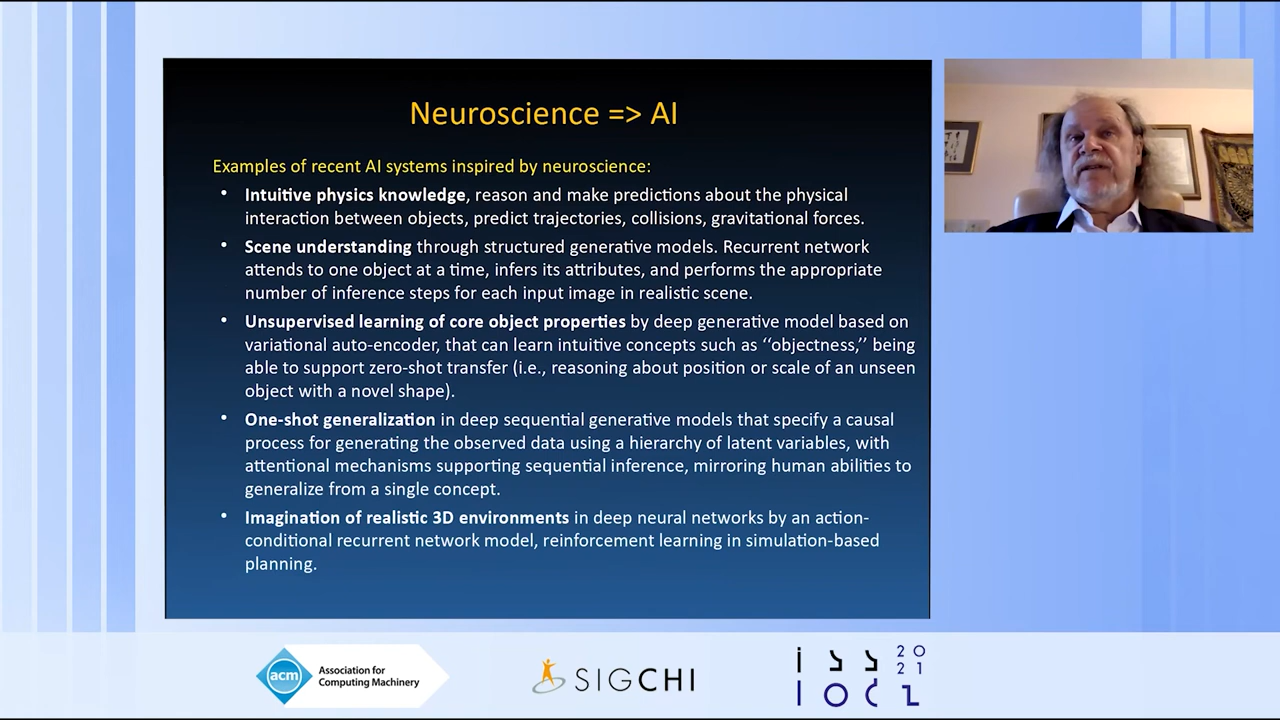 Neuroscience => AI
Examples of recent AI systems inspired by neuroscience:
• Intuitive physics knowledge, reason and make predictions about the physical
interaction between objects, predict trajectories, collisions, gravitational forces.
• Scene understanding through structured generative models. Recurrent network
attends to one object at a time, infers its attributes, and performs the appropriate
number of inference steps for each input image in realistic scene.
• Unsupervised learning of core object properties by deep generative model based on
variational auto-encoder, that can learn intuitive concepts such as ‘‘objectness,’’ being
able to support zero-shot transfer (i.e., reasoning about position or scale of an unseen
object with a novel shape).
• One-shot generalization in deep sequential generative models that specify a causal
process for generating the observed data using a hierarchy of latent variables, with
attentional mechanisms supporting sequential inference, mirroring human abilities to
generalize from a single concept.
• Imagination of realistic 3D environments in deep neural networks by an action-
conditional recurrent network model, reinforcement learning in simulation-based
planning.
acm
Association for
Computing Machinery
SIGCHI
iss
20
21